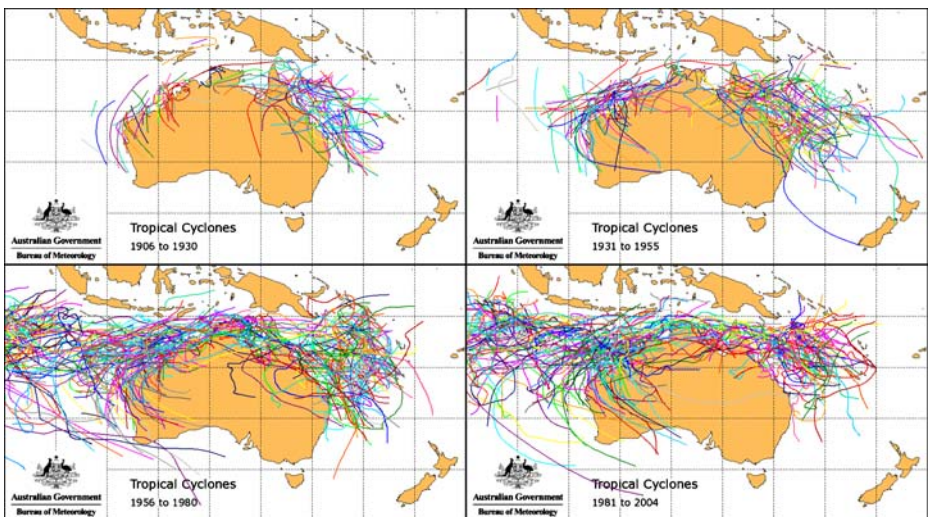 Tropical Cyclones
1906 to 1930
Australian Government
Bureau of Meteorology
Tropical Cyclones
1931 to 1955
Australian Government
Bureau of Meteorology
Tropical Cyclones
1956 to 1980
Australian Government
Bureau of Meteorology
Tropical Cyclones
1981 to 2004
Australian Government
Bureau of Meteorology